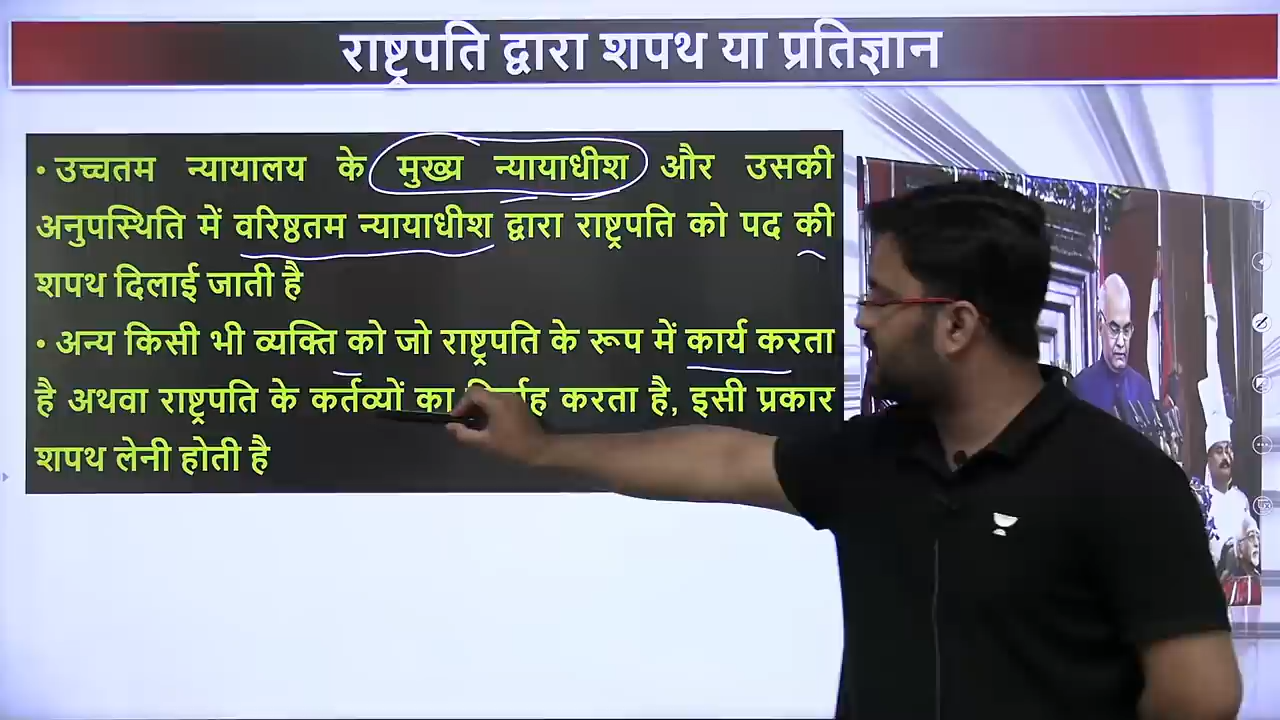 राष्ट्रपति द्वारा शपथ या प्रतिज्ञान
• उच्चतम न्यायालय के मुख्य न्यायाधीश और उसकी
अनुपस्थिति में वरिष्ठतम न्यायाधीश द्वारा राष्ट्रपति को पद की
शपथ दिलाई जाती है
• अन्य किसी भी व्यक्ति को जो राष्ट्रपति के रूप में कार्य करता
है अथवा राष्ट्रपति के कर्तव्यों का करता है, इसी प्रकार
शपथ लेनी होती है